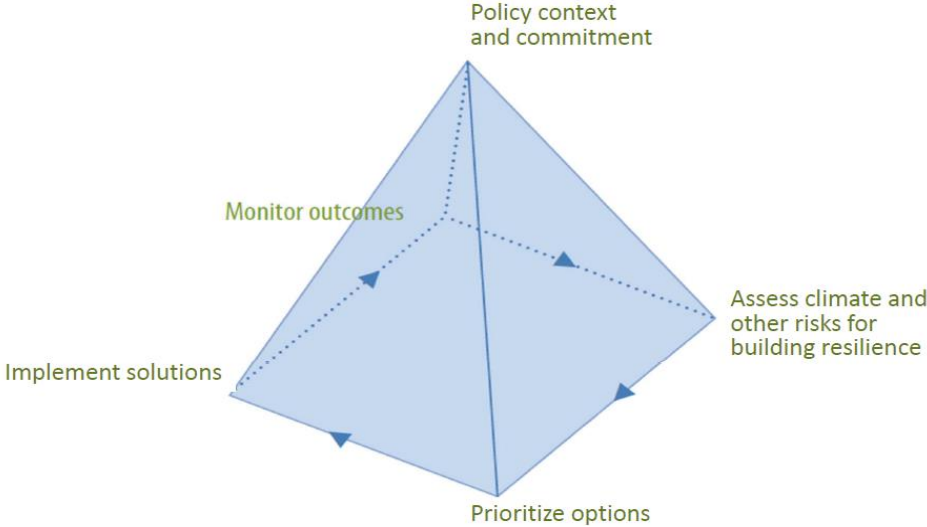 Policy context
and commitment
Monitor outcomes
Assess climate and
other risks for
building resilience
Implement solutions
Prioritize options